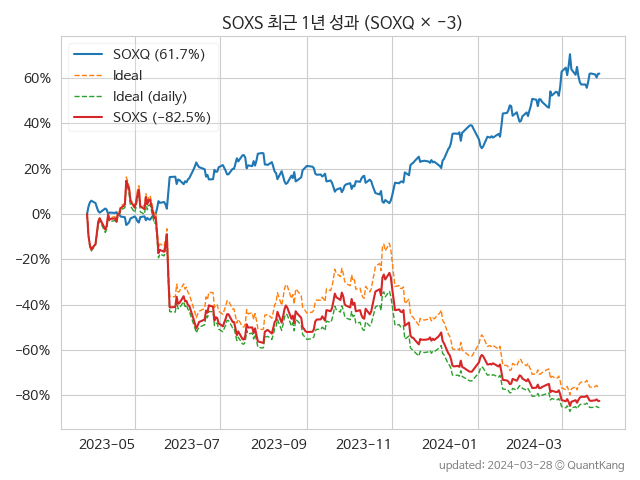 SOXS 최근 1년 성과 (SOXQ × −3)
SOXQ (61.7%)
Ideal
Ideal (daily)
SOXS (−82.5%)
60%
40%
20%
0%
−20%
−40%
−60%
−80%
2023-05 2023-07 2023-09 2023-11 2024-01 2024-03
updated: 2024-03-28 © QuantKang